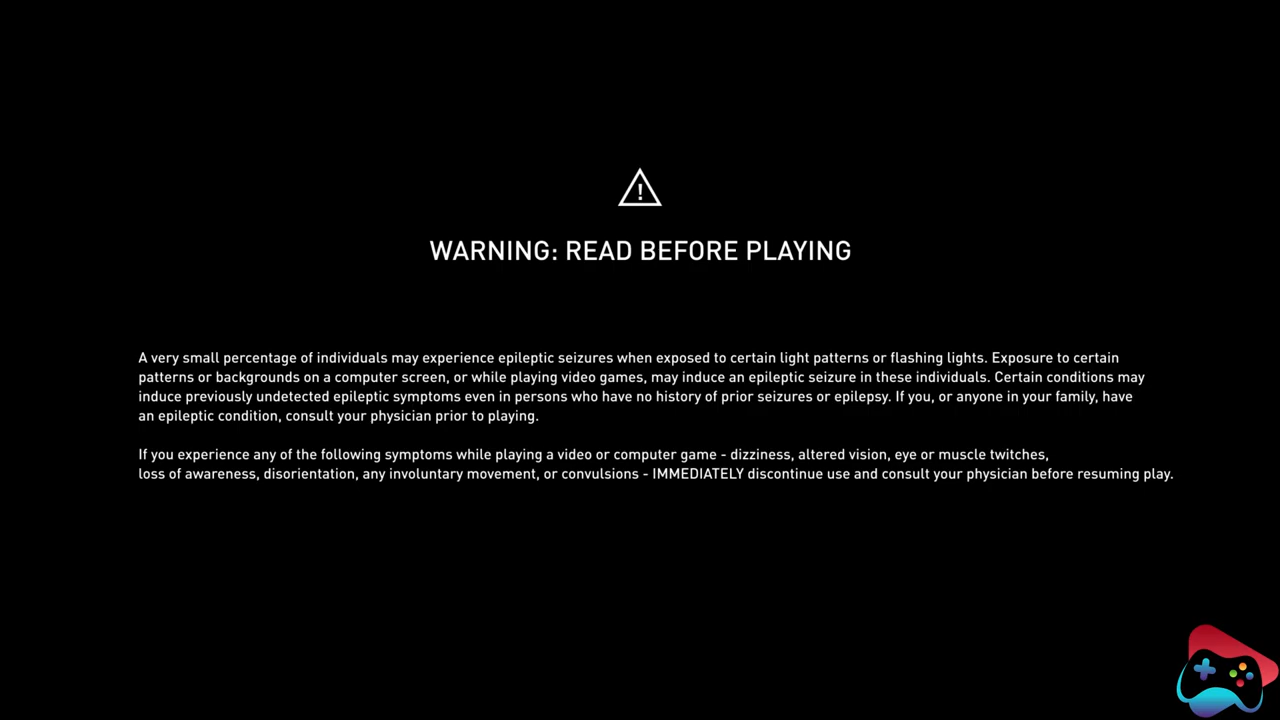 WARNING: READ BEFORE PLAYING
A very small percentage of individuals may experience epileptic seizures when exposed to certain light patterns or flashing lights. Exposure to certain
patterns or backgrounds on a computer screen, or while playing video games, may induce an epileptic seizure in these individuals. Certain conditions may
induce previously undetected epileptic symptoms even in persons who have no history of prior seizures or epilepsy. If you, or anyone in your family, have
an epileptic condition, consult your physician prior to playing.
If you experience any of the following symptoms while playing a video or computer game - dizziness, altered vision, eye or muscle twitches,
loss of awareness, disorientation, any involuntary movement, or convulsions - IMMEDIATELY discontinue use and consult your physician before resuming play.